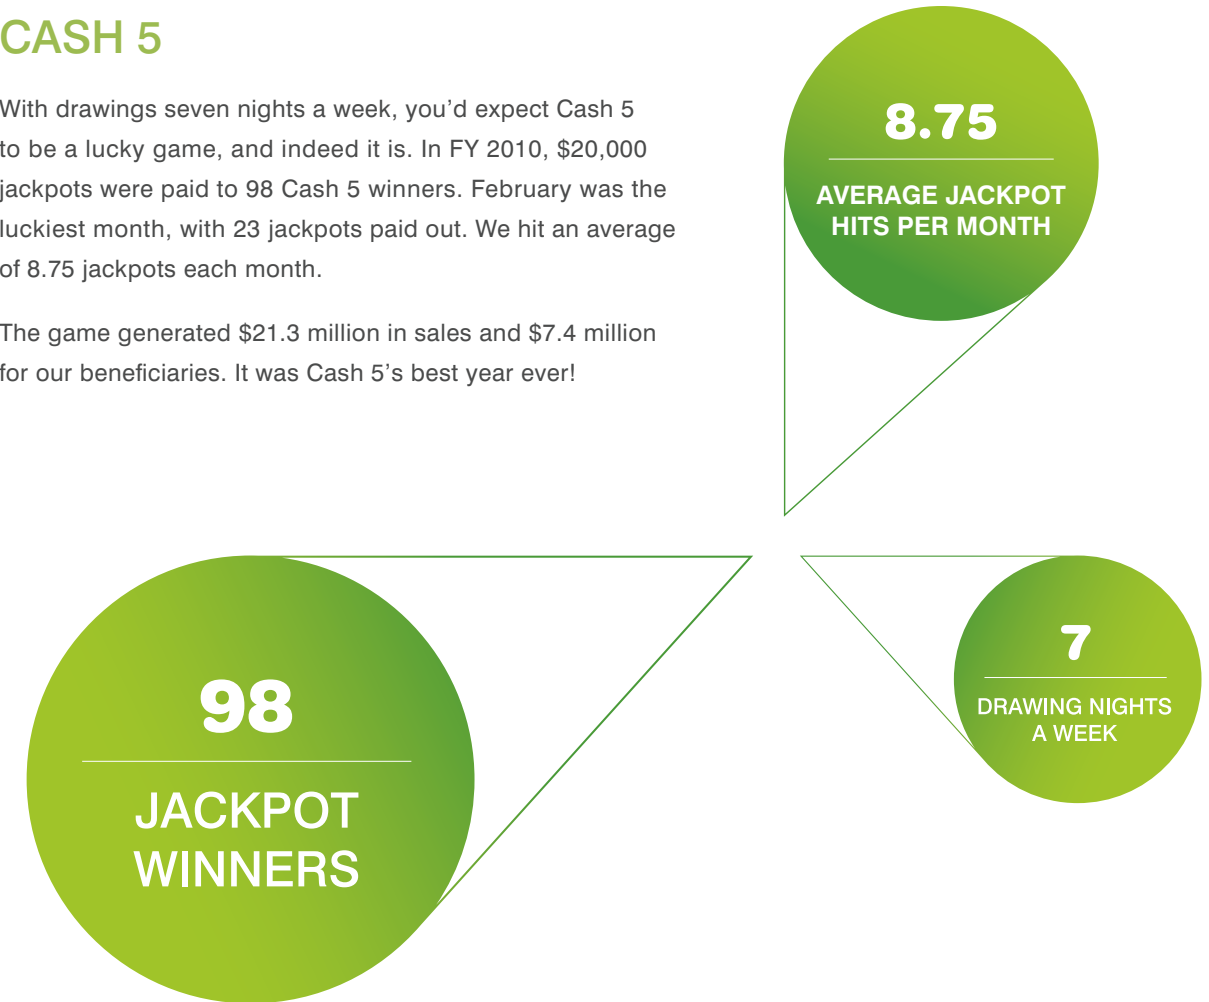 CASH 5
With drawings seven nights a week, you’d expect Cash 5
to be a lucky game, and indeed it is. In FY 2010, $20,000
jackpots were paid to 98 Cash 5 winners. February was the
luckiest month, with 23 jackpots paid out. We hit an average
of 8.75 jackpots each month.
The game generated $21.3 million in sales and $7.4 million
for our beneficiaries. It was Cash 5’s best year ever!
8.75
AVERAGE JACKPOT
HITS PER MONTH
98
JACKPOT
WINNERS
7
DRAWING NIGHTS
A WEEK